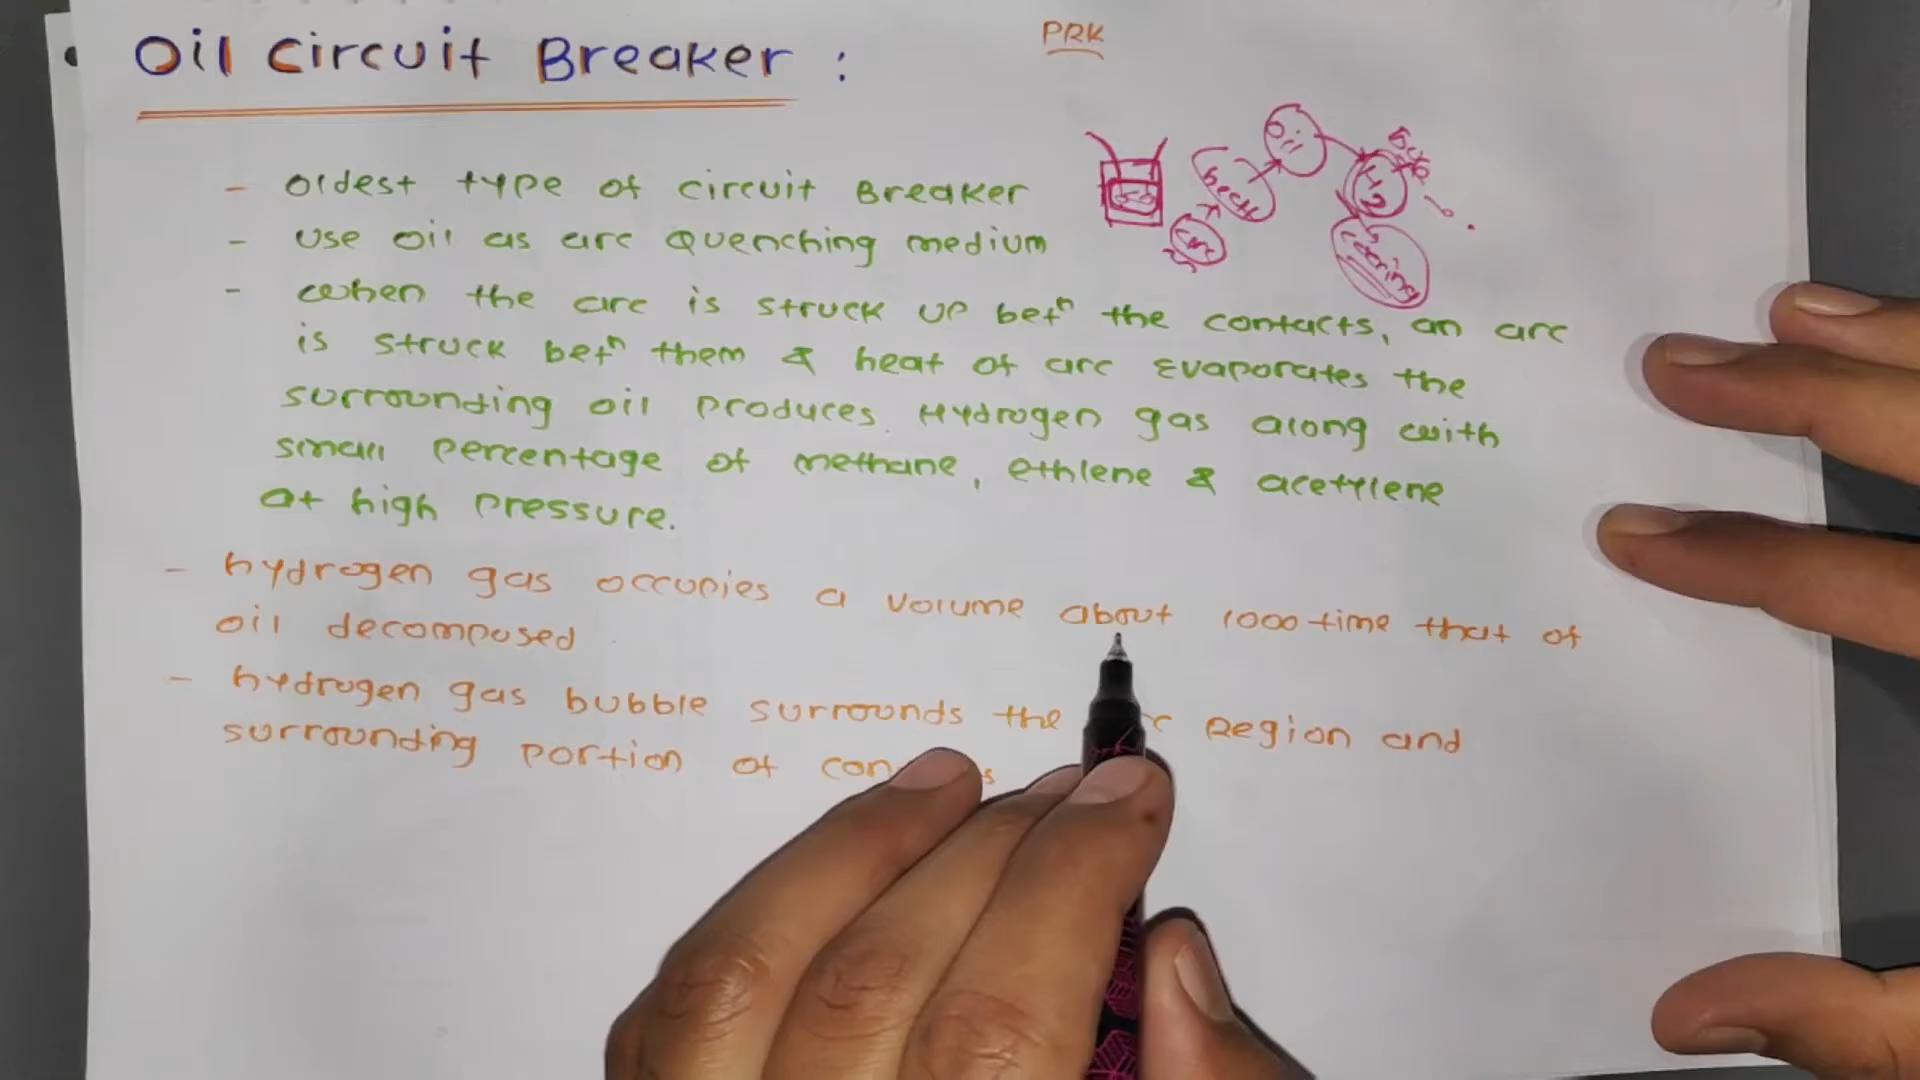 Oil Circuit Breaker :
PRK
- Oldest type of circuit Breaker
- Use oil as arc Quenching medium
- when the arc is struck up betⁿ the contacts, an arc
is struck betⁿ them & heat of arc Evaporates the
surrounding oil produces. Hydrogen gas along with
small percentage of methane, ethlene & acetylene
at high pressure.
- hydrogen gas occupies a volume about 1000 time that of
oil decomposed
- hydrogen gas bubble surrounds the Region and
surrounding portion of
Oil
Arc
Heat
H2
cooling